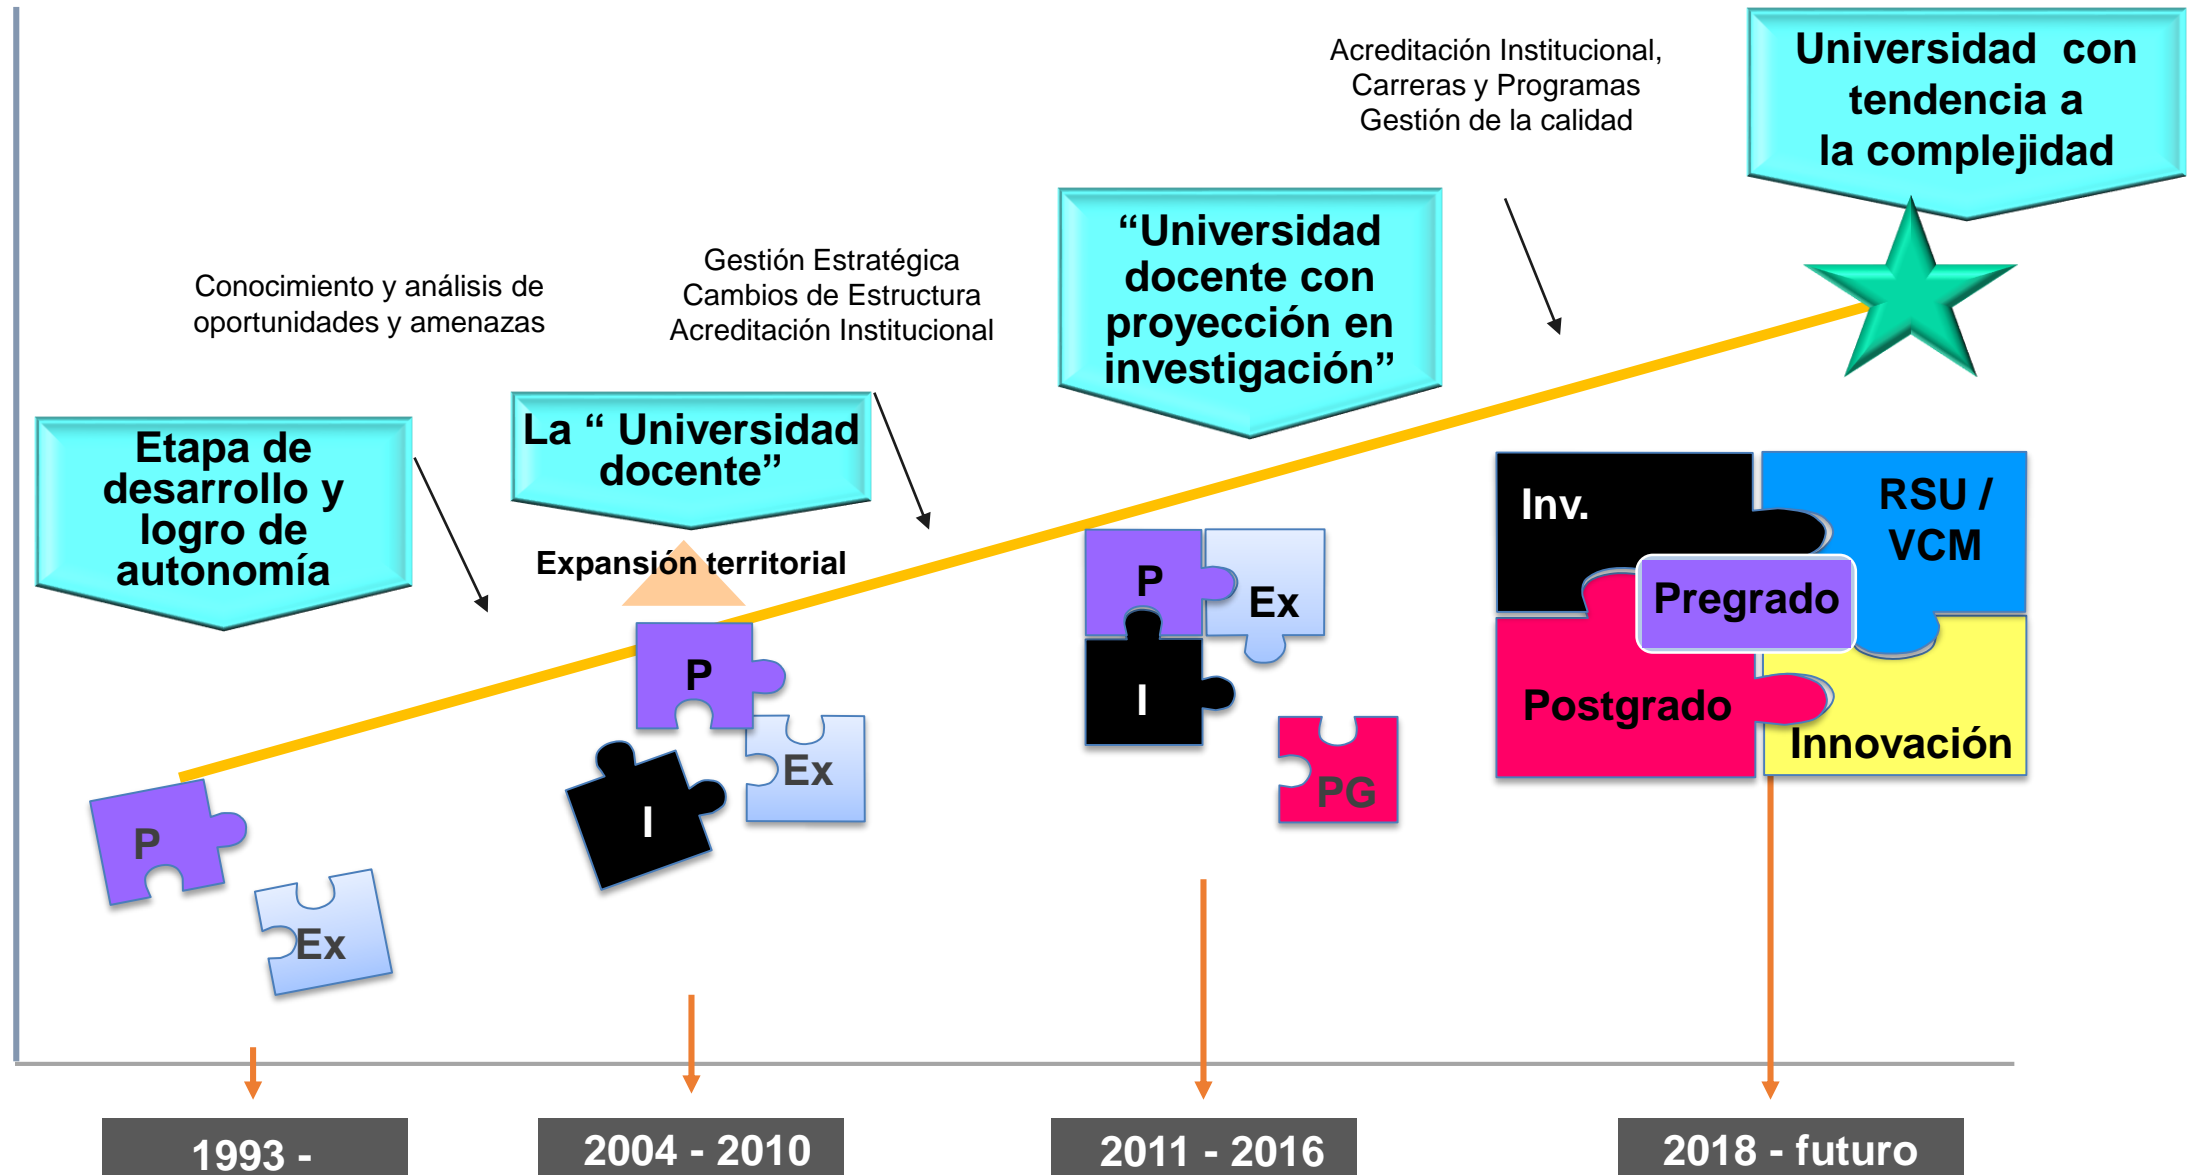 Acreditación Institucional,
Carreras y Programas
Gestión de la calidad
Universidad con
tendencia a
la complejidad
“Universidad
docente con
proyección en
investigación”
Gestión Estratégica
Cambios de Estructura
Acreditación Institucional
Conocimiento y análisis de
oportunidades y amenazas
La “ Universidad
docente”
Etapa de
desarrollo y
logro de
autonomía
Expansión territorial
P
Ex
P
I
Ex
P
Ex
I
PG
Inv.
RSU /
VCM
Pregrado
Postgrado
Innovación
1993 -
2004 - 2010
2011 - 2016
2018 - futuro